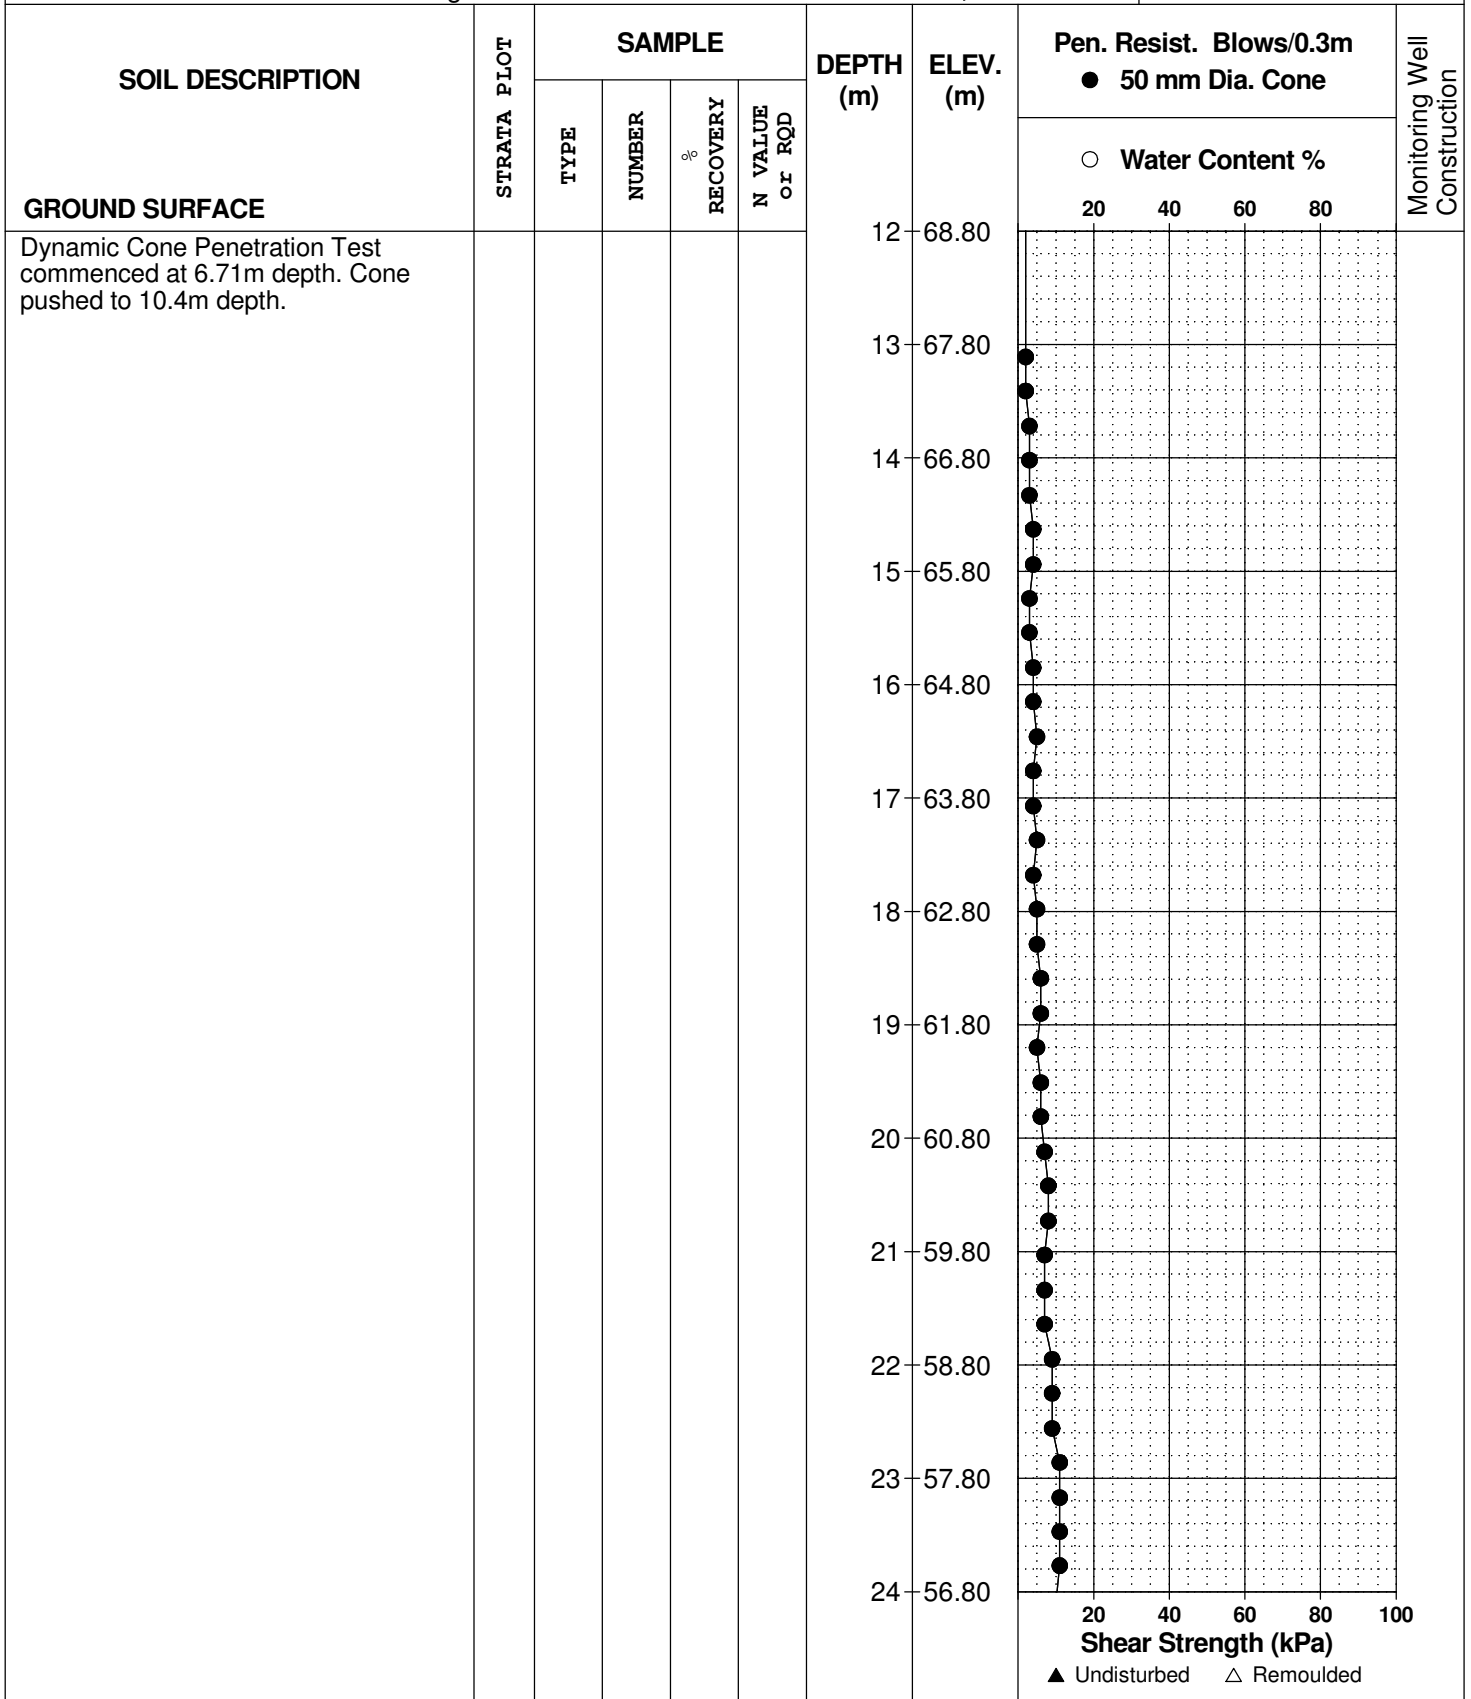 SOIL DESCRIPTION
GROUND SURFACE
STRATA PLOT
SAMPLE
TYPE
NUMBER
%
RECOVERY
N VALUE
or RQD
DEPTH
(m)
ELEV.
(m)
Pen. Resist. Blows/0.3m
● 50 mm Dia. Cone
○ Water Content %
20 40 60 80
Monitoring Well
Construction
Dynamic Cone Penetration Test
commenced at 6.71m depth. Cone
pushed to 10.4m depth.
12 68.80
13 67.80
14 66.80
15 65.80
16 64.80
17 63.80
18 62.80
19 61.80
20 60.80
21 59.80
22 58.80
23 57.80
24 56.80
20 40 60 80 100
Shear Strength (kPa)
▲ Undisturbed △ Remoulded